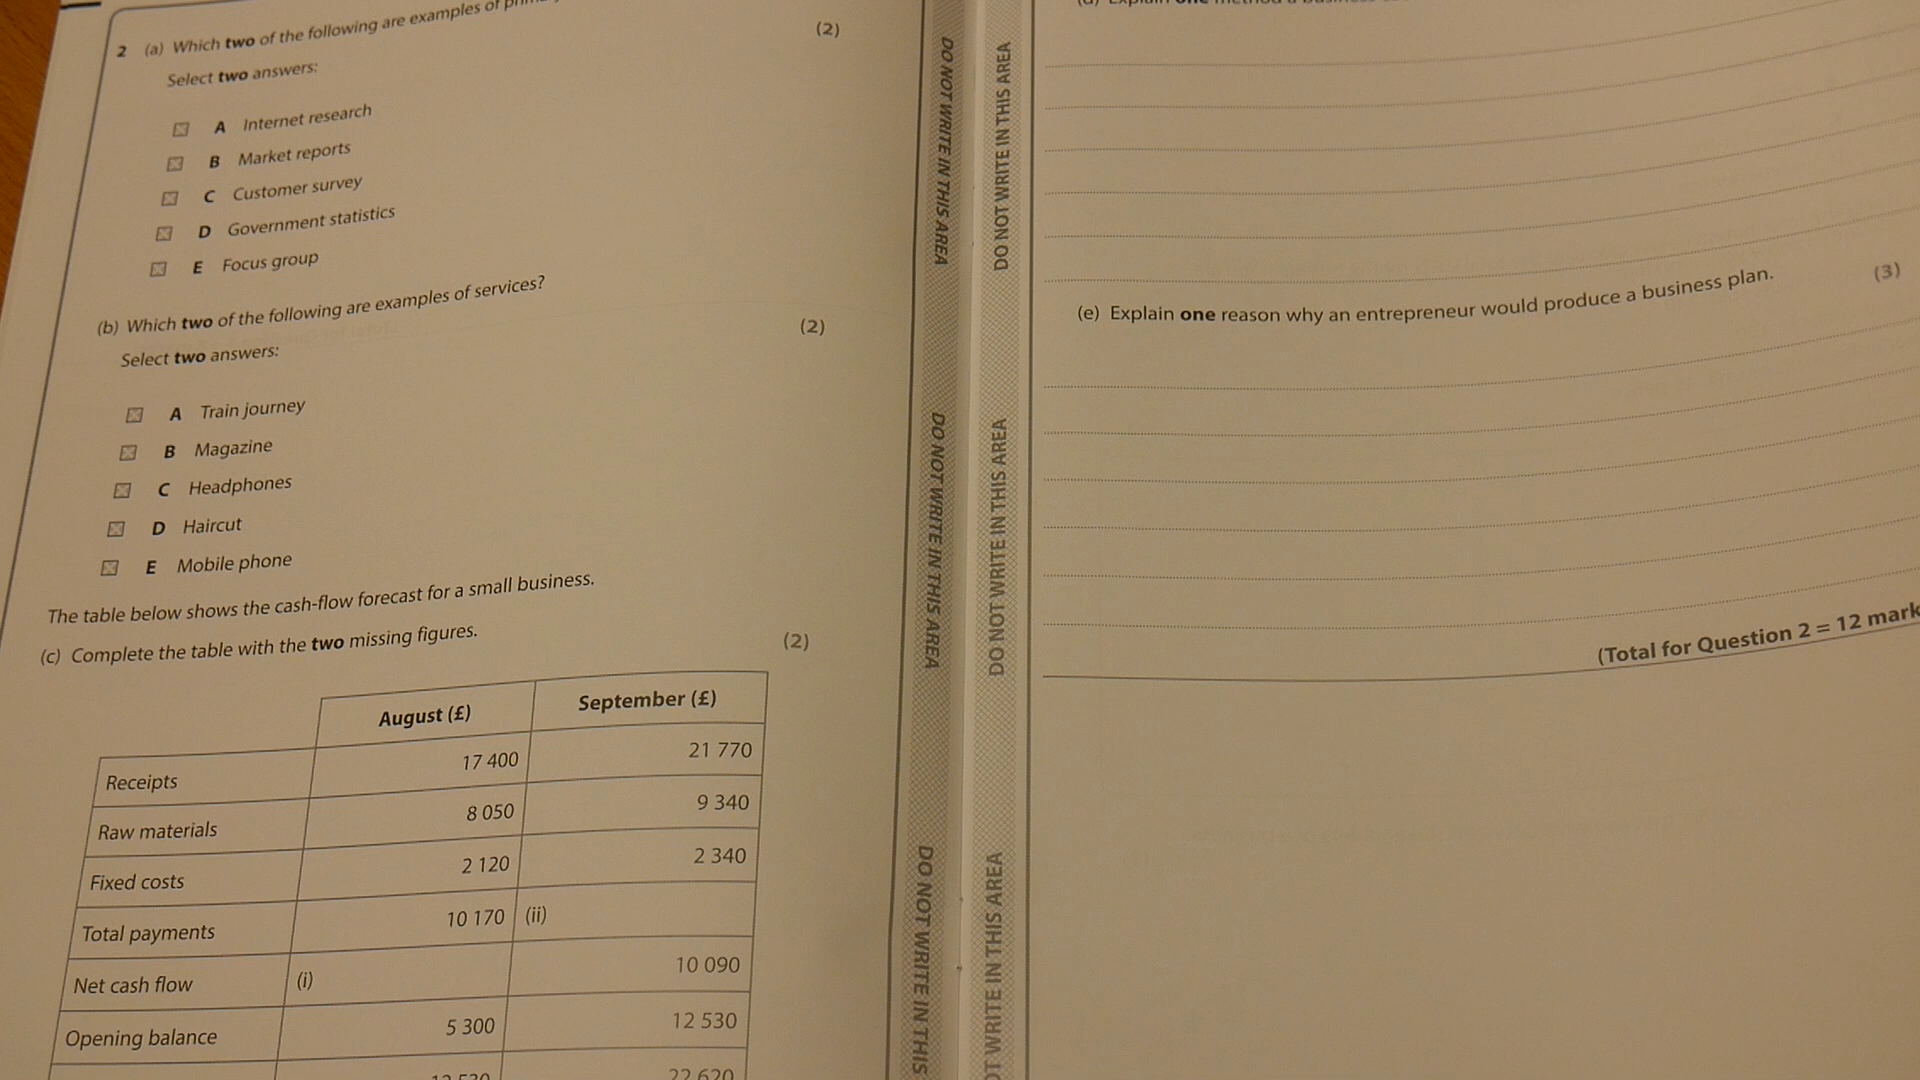 2 (a) Which two of the following are examples of
(2)
Select two answers:
A Internet research
B Market reports
C Customer survey
D Government statistics
E Focus group
(b) Which two of the following are examples of services?
(2)
Select two answers:
A Train journey
B Magazine
C Headphones
D Haircut
E Mobile phone
The table below shows the cash-flow forecast for a small business.
(c) Complete the table with the two missing figures.
(2)
August (£) September (£)
Receipts 17 400 21 770
Raw materials 8 050 9 340
Fixed costs 2 120 2 340
Total payments 10 170 (ii)
Net cash flow (i) 10 090
Opening balance 5 300 12 530
22 620
DO NOT WRITE IN THIS AREA
DO NOT WRITE IN THIS AREA
DO NOT WRITE IN THIS
DO NOT WRITE IN THIS AREA
DO NOT WRITE IN THIS AREA
WRITE IN THIS AREA
(e) Explain one reason why an entrepreneur would produce a business plan.
(3)
(Total for Question 2 = 12 mark